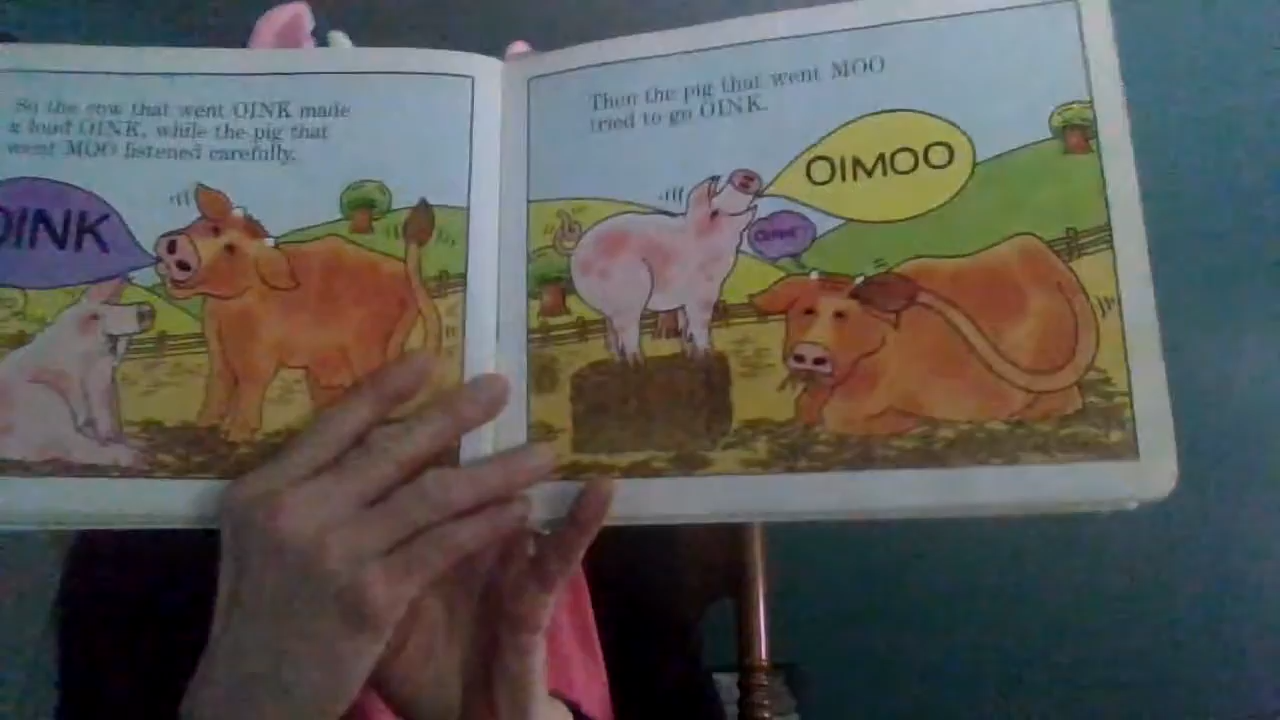 So the cow that went OINK made
a loud OINK, while the pig that
went MOO listened carefully.
OINK
Then the pig that went MOO
tried to go OINK.
OIMOO